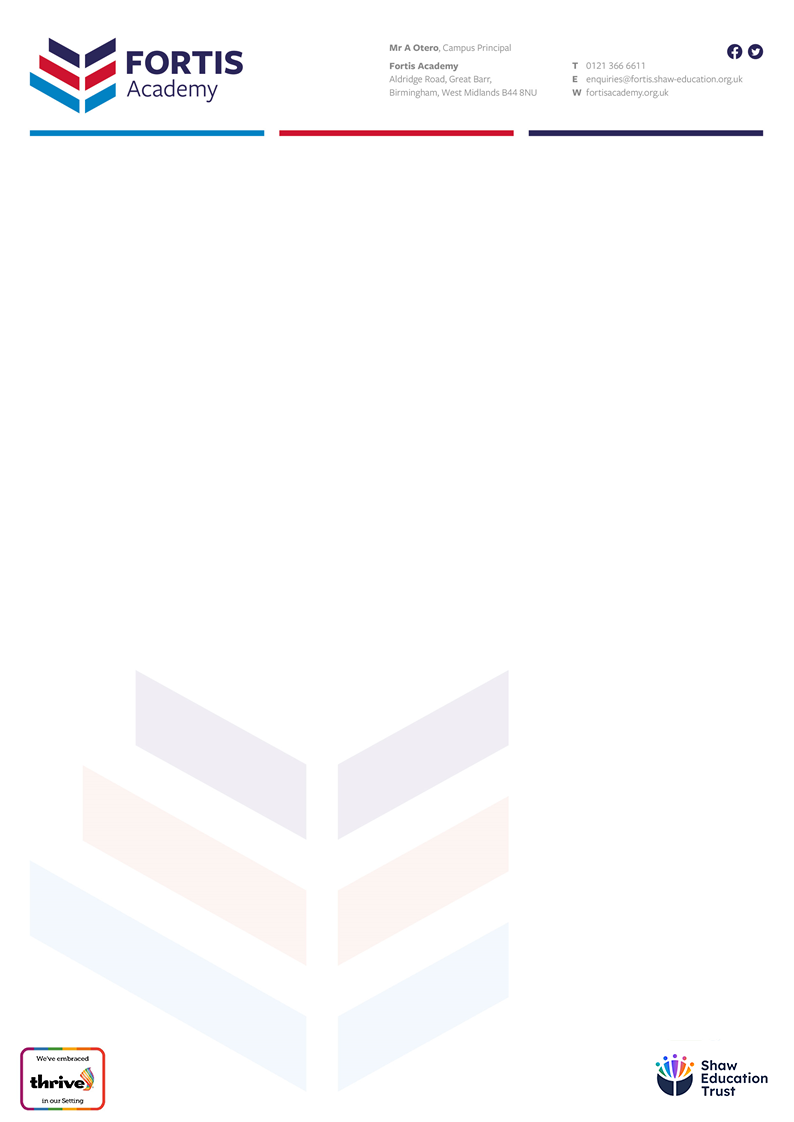 FORTIS
Academy
Mr A Otero, Campus Principal
Fortis Academy
Aldridge Road, Great Barr,
Birmingham, West Midlands B44 8NU
T 0121 366 6611
E enquiries@fortis.shaw-education.org.uk
W fortisacademy.org.uk
We've embraced
thrive
in our Setting
Shaw
Education
Trust